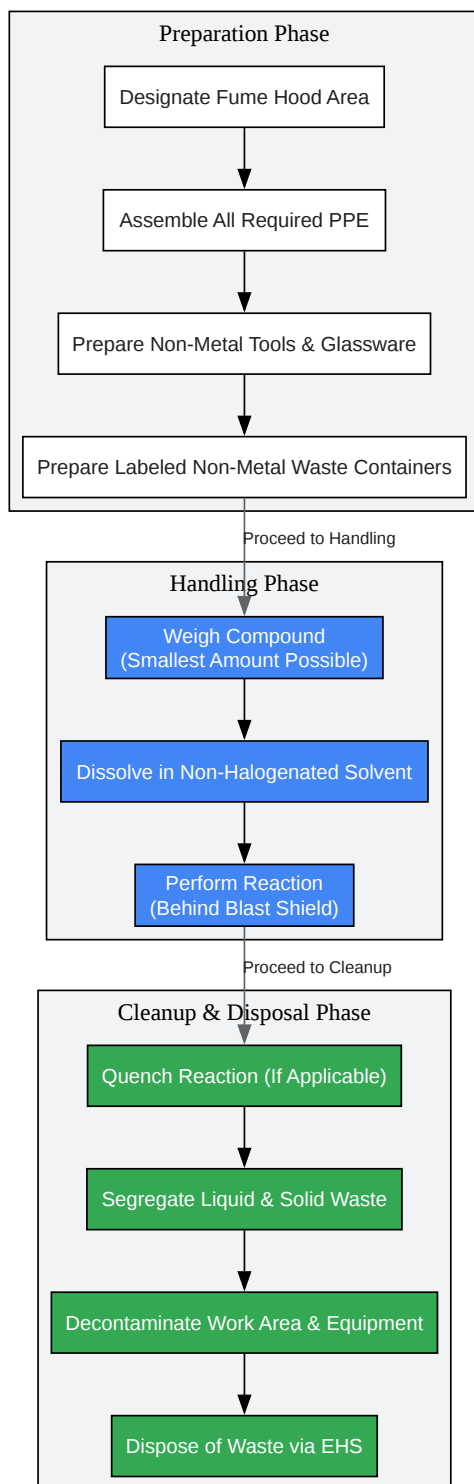 Preparation Phase
Designate Fume Hood Area
Assemble All Required PPE
Prepare Non-Metal Tools & Glassware
Prepare Labeled Non-Metal Waste Containers
Proceed to Handling
Handling Phase
Weigh Compound
(Smallest Amount Possible)
Dissolve in Non-Halogenated Solvent
Perform Reaction
(Behind Blast Shield)
Proceed to Cleanup
Cleanup & Disposal Phase
Quench Reaction (If Applicable)
Segregate Liquid & Solid Waste
Decontaminate Work Area & Equipment
Dispose of Waste via EHS